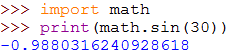 >>> import math
>>> print(math.sin(30))
-0.9880316240928618